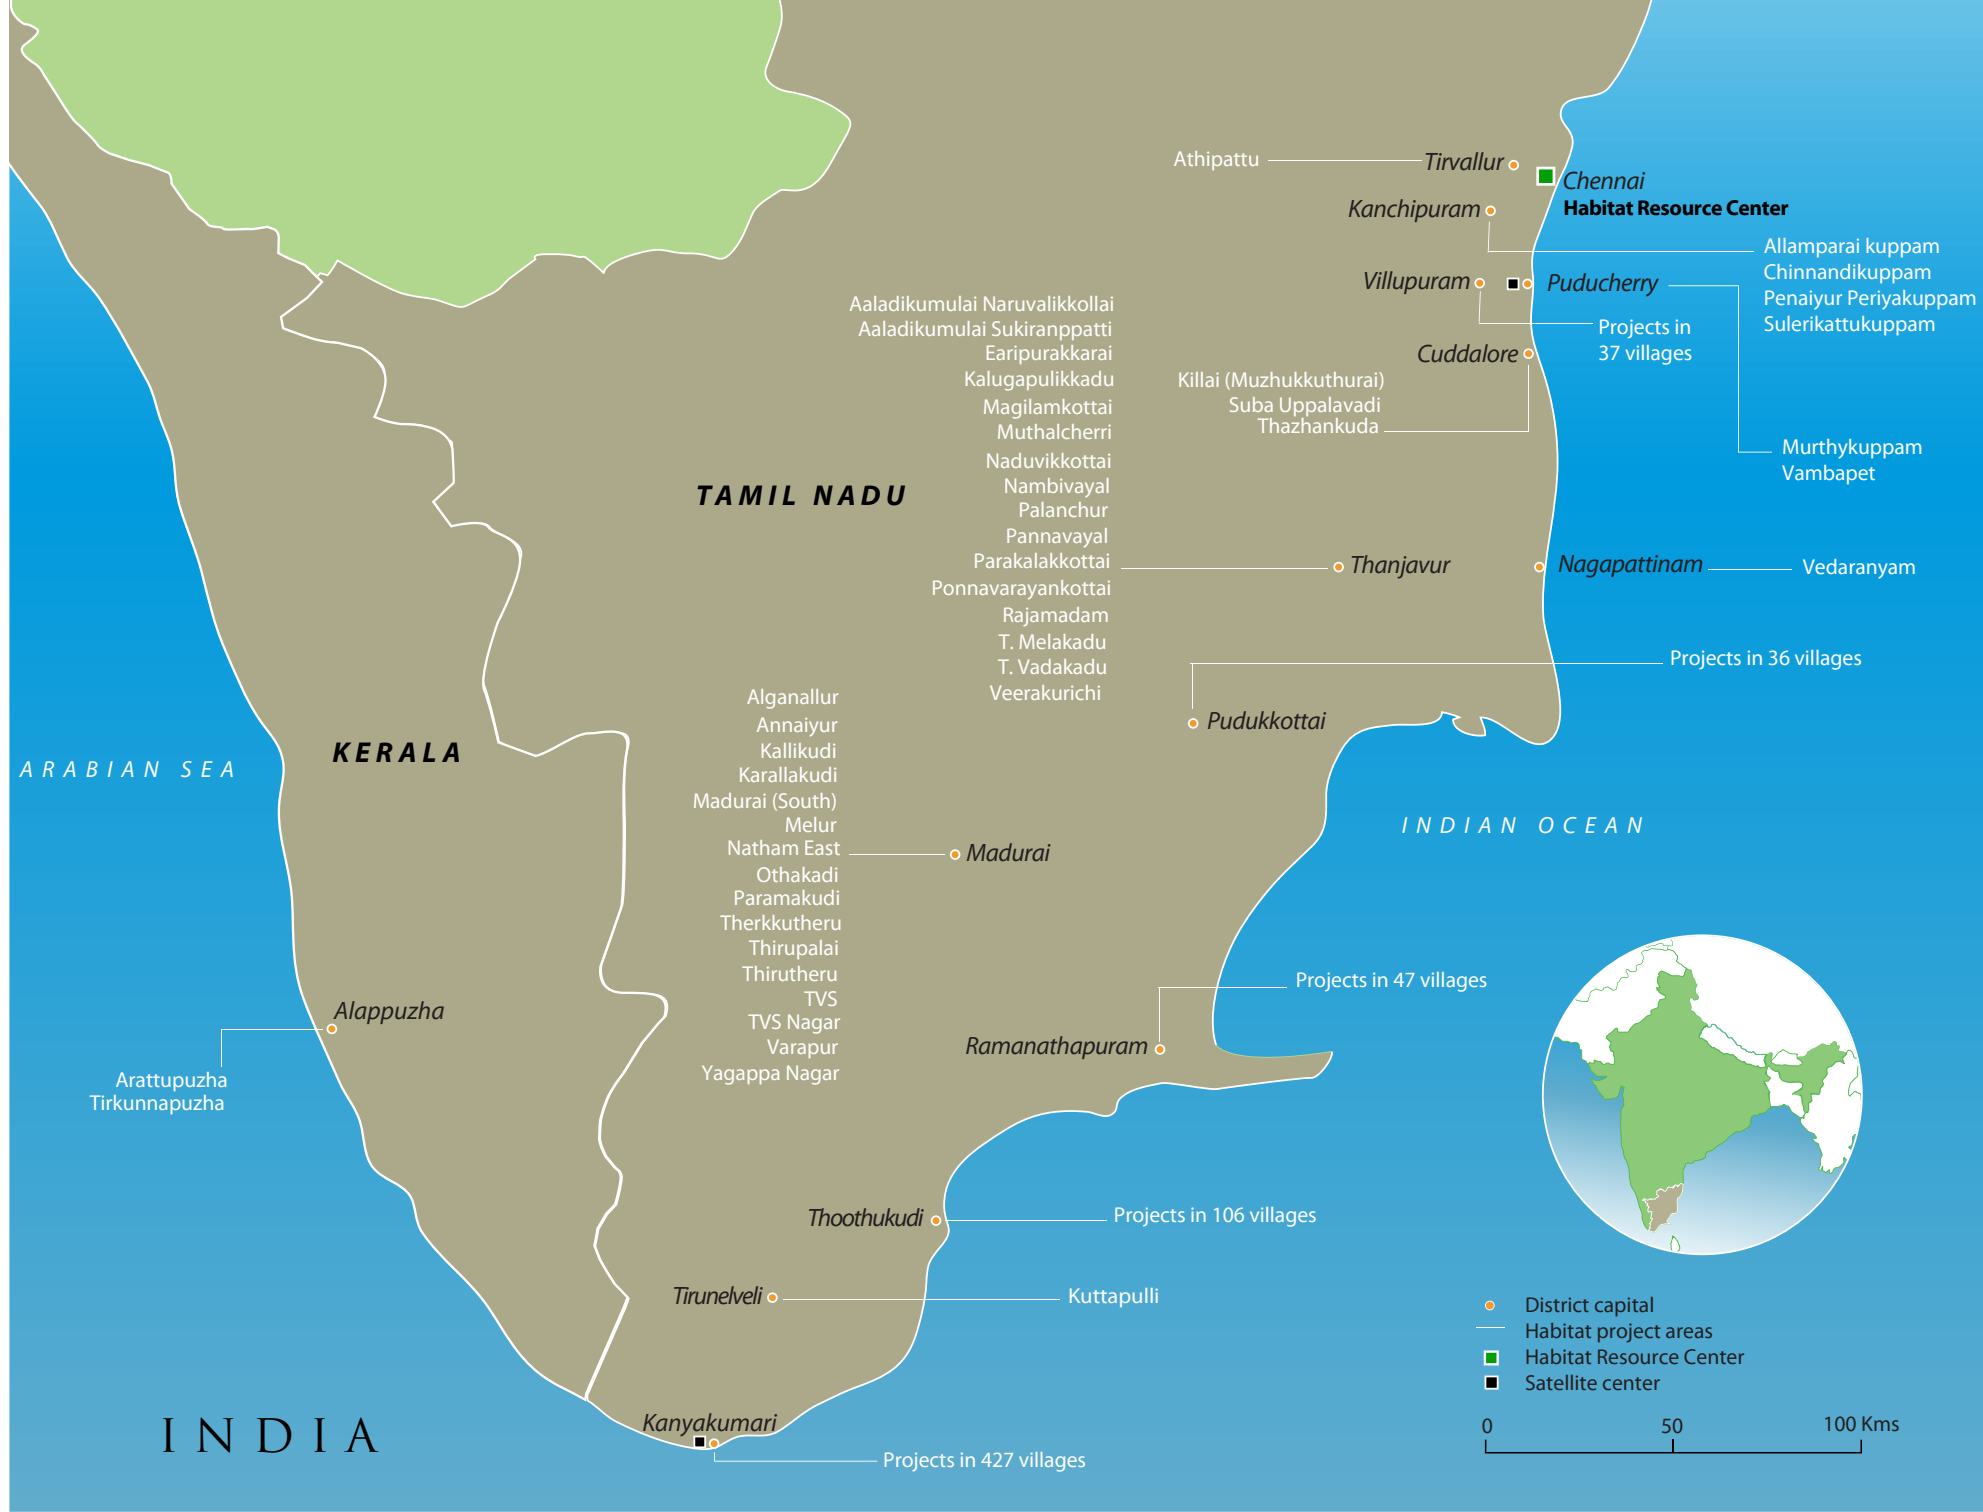 Athipattu
Tirvallur
Chennai
Habitat Resource Center
Kanchipuram
Allamparai kuppam
Chinnandikuppam
Penaiyur Periyakuppam
Sulerikattukuppam
Villupuram
Puducherry
Projects in
37 villages
Cuddalore
Killai (Muzhukkuthurai)
Suba Uppalavadi
Thazhankuda
Murthykuppam
Vambapet
Aaladikumulai Naruvalikkollai
Aaladikumulai Sukiranppatti
Earipurakkarai
Kalugapulikkadu
Magilamkottai
Muthalcherri
Naduvikkottai
Nambivayal
Palanchur
Pannavayal
Parakalakkottai
Ponnavarayankottai
Rajamadam
T. Melakadu
T. Vadakadu
Veerakurichi
TAMIL NADU
Thanjavur
Nagapattinam
Vedaranyam
Projects in 36 villages
Pudukkottai
KERALA
ARABIAN SEA
INDIAN OCEAN
Alganallur
Annaiyur
Kallikudi
Karallakudi
Madurai (South)
Melur
Natham East
Othakadi
Paramakudi
Therkkutheru
Thirupalai
Thirutheru
TVS
TVS Nagar
Varapur
Yagappa Nagar
Madurai
Projects in 47 villages
Ramanathapuram
Alappuzha
Arattupuzha
Tirkunnapuzha
Thoothukudi
Projects in 106 villages
Tirunelveli
Kuttapulli
Kanyakumari
Projects in 427 villages
INDIA
District capital
Habitat project areas
Habitat Resource Center
Satellite center
0 50 100 Kms